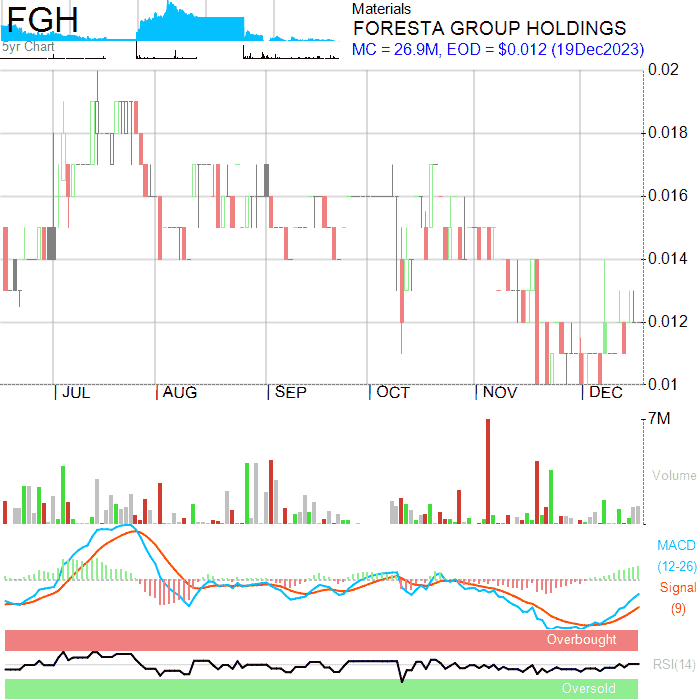 FGH
5yr Chart
Materials
FORESTA GROUP HOLDINGS
MC = 26.9M, EOD = $0.012 (19Dec2023)
0.02
0.018
0.016
0.014
0.012
0.01
JUL AUG SEP OCT NOV DEC
7M
Volume
MACD
(12-26)
Signal
(9)
Overbought
RSI(14)
Oversold